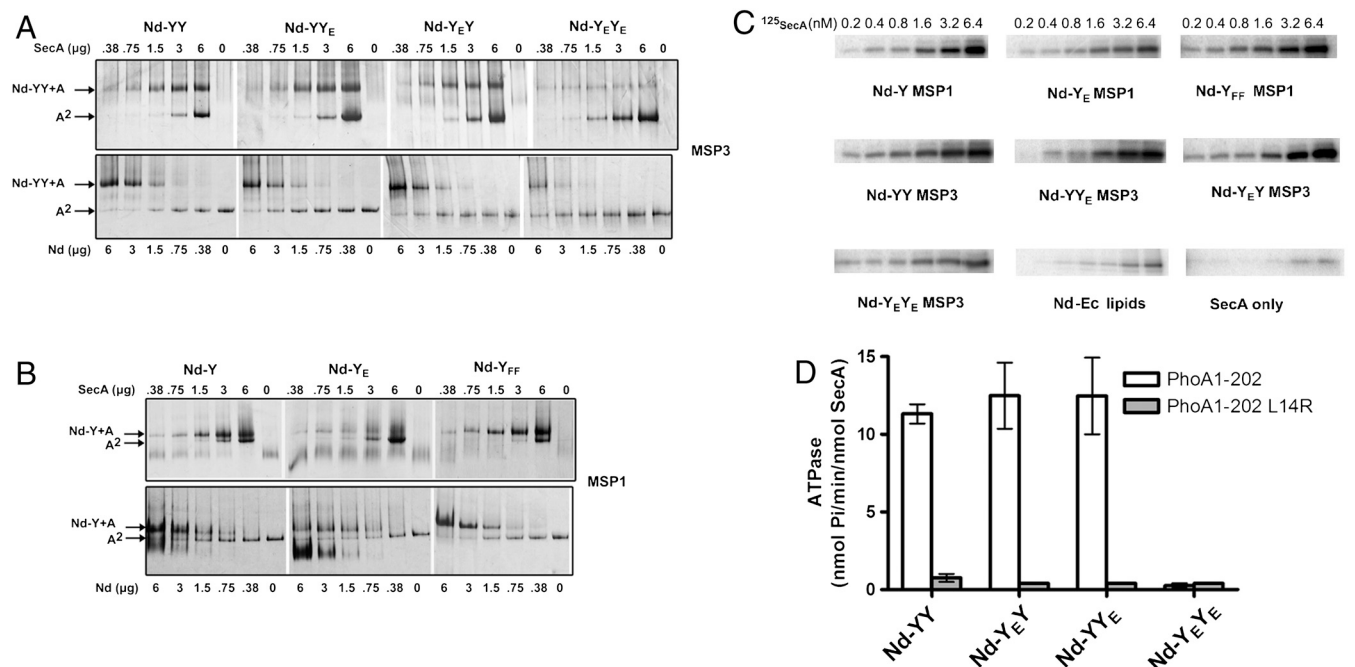 A
Nd-YY Nd-YYE Nd-YEY Nd-YEYE
SecA (µg) .38 .75 1.5 3 6 0 .38 .75 1.5 3 6 0 .38 .75 1.5 3 6 0 .38 .75 1.5 3 6 0
Nd-YY+A
A2
MSP3
Nd-YY+A
A2
Nd (µg) 6 3 1.5 .75 .38 0 6 3 1.5 .75 .38 0 6 3 1.5 .75 .38 0 6 3 1.5 .75 .38 0
B
Nd-Y Nd-YE Nd-YFF
SecA (µg) .38 .75 1.5 3 6 0 .38 .75 1.5 3 6 0 .38 .75 1.5 3 6 0
Nd-Y+A
A2
MSP1
Nd-Y+A
A2
Nd (µg) 6 3 1.5 .75 .38 0 6 3 1.5 .75 .38 0 6 3 1.5 .75 .38 0
C
125SecA (nM) 0.2 0.4 0.8 1.6 3.2 6.4 0.2 0.4 0.8 1.6 3.2 6.4 0.2 0.4 0.8 1.6 3.2 6.4
Nd-Y MSP1 Nd-YE MSP1 Nd-YFF MSP1
Nd-YY MSP3 Nd-YYE MSP3 Nd-YEY MSP3
Nd-YEYE MSP3 Nd-Ec lipids SecA only
D
ATPase
(nmol Pi/min/nmol SecA)
15
10
5
0
PhoA1-202
PhoA1-202 L14R
Nd-YY Nd-YEY Nd-YYE Nd-YEYE